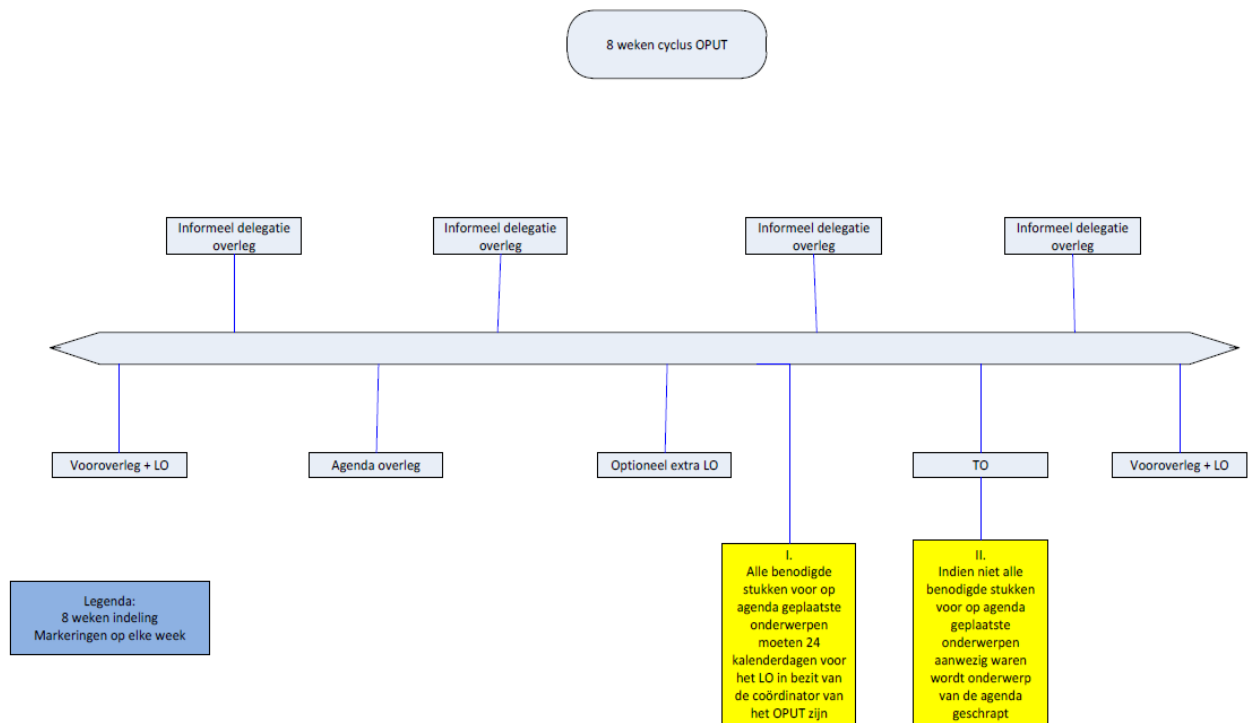 8 weken cyclus OPUT
Informeel delegatie
overleg
Informeel delegatie
overleg
Informeel delegatie
overleg
Informeel delegatie
overleg
Vooroverleg + LO
Agenda overleg
Optioneel extra LO
TO
Vooroverleg + LO
I.
Alle benodigde
stukken voor op
agenda geplaatste
onderwerpen
moeten 24
kalenderdagen voor
het LO in bezit van
de coördinator van
het OPUT zijn
II.
Indien niet alle
benodigde stukken
voor op agenda
geplaatste
onderwerpen
aanwezig waren
wordt onderwerp
van de agenda
geschrapt
Legenda:
8 weken indeling
Markeringen op elke week